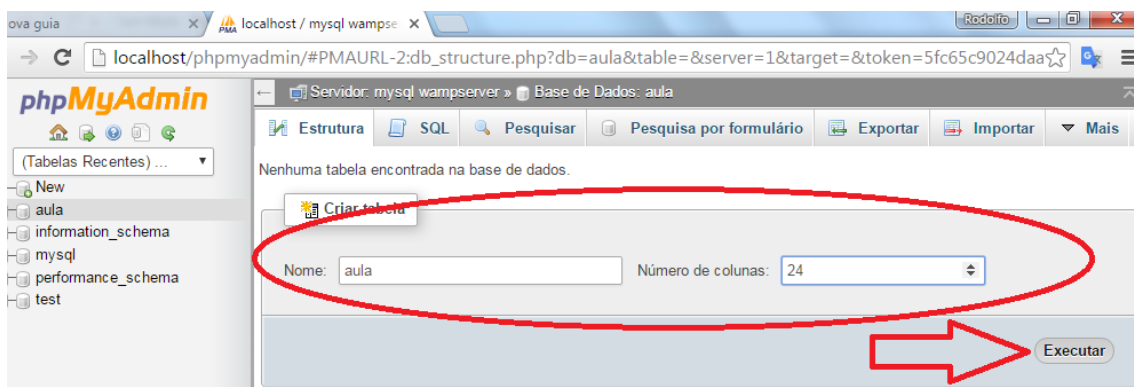 ova guia
localhost / mysql wampse
Rodolfo
localhost/phpmyadmin/#PMAURL-2:db_structure.php?db=aula&table=&server=1&target=&token=5fc65c9024daa
phpMyAdmin
(Tabelas Recentes) ...
New
aula
information_schema
mysql
performance_schema
test
Servidor: mysql wampserver » Base de Dados: aula
Estrutura SQL Pesquisar Pesquisa por formulário Exportar Importar Mais
Nenhuma tabela encontrada na base de dados.
Criar tabela
Nome: aula Número de colunas: 24
Executar